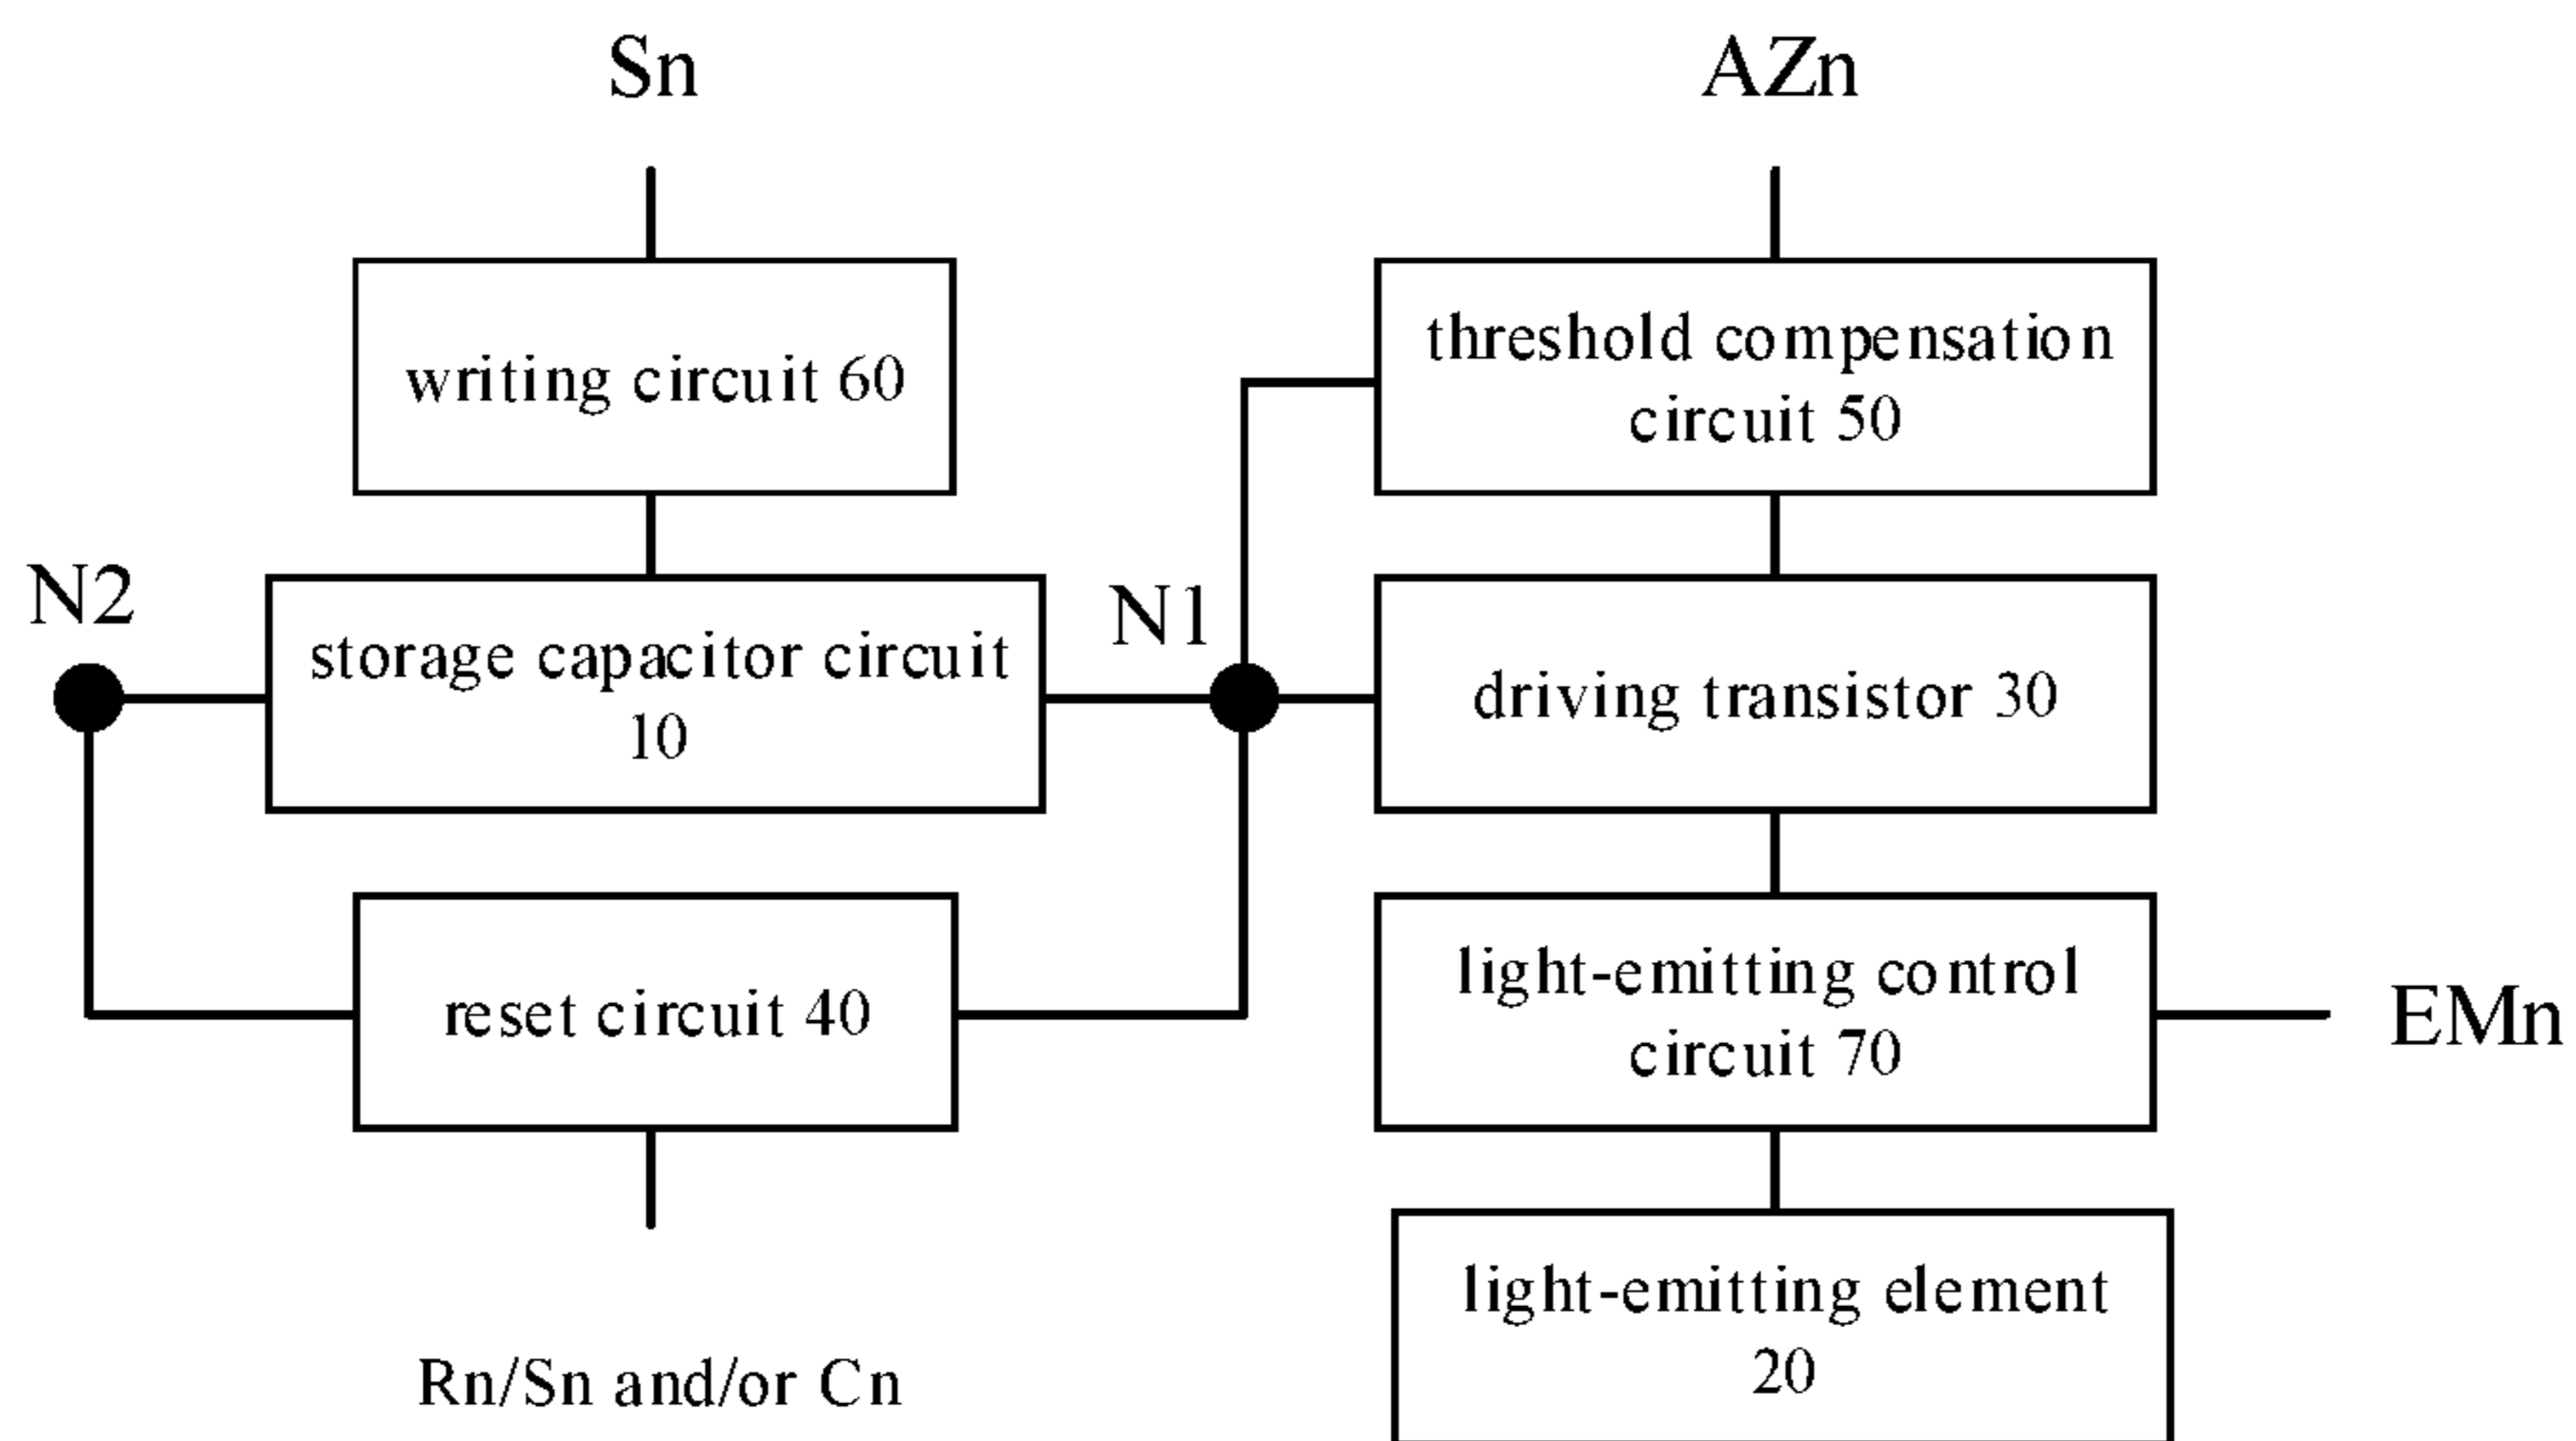 Sn
AZn
writing circuit 60
threshold compensation
circuit 50
N2
storage capacitor circuit
10
N1
driving transistor 30
reset circuit 40
light-emitting control
circuit 70
EMn
light-emitting element
20
Rn/Sn and/or Cn